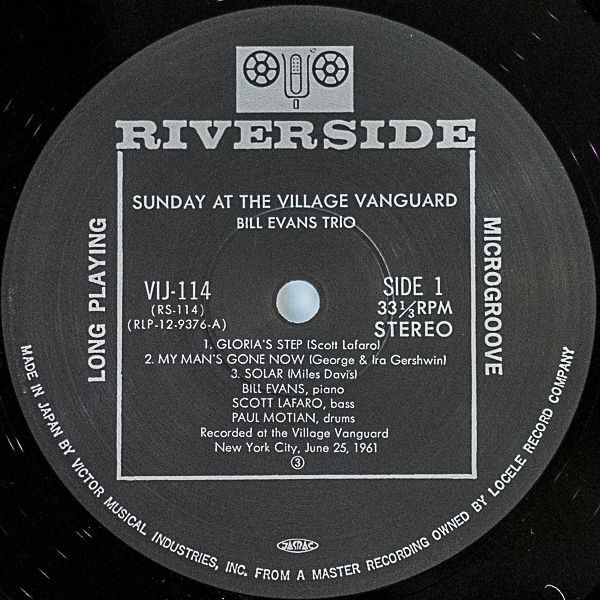 RIVERSIDE
SUNDAY AT THE VILLAGE VANGUARD
BILL EVANS TRIO
LONG PLAYING
MICROGROOVE
VIJ-114
(RS-114)
(RLP-12-9376-A)
SIDE 1
33⅓RPM
STEREO
1. GLORIA'S STEP (Scott Lafaro)
2. MY MAN'S GONE NOW (George & Ira Gershwin)
3. SOLAR (Miles Davis)
BILL EVANS, piano
SCOTT LAFARO, bass
PAUL MOTIAN, drums
Recorded at the Village Vanguard
New York City, June 25, 1961
③
JASRAC
MADE IN JAPAN BY VICTOR MUSICAL INDUSTRIES, INC. FROM A MASTER RECORDING OWNED BY LOCELE RECORD COMPANY